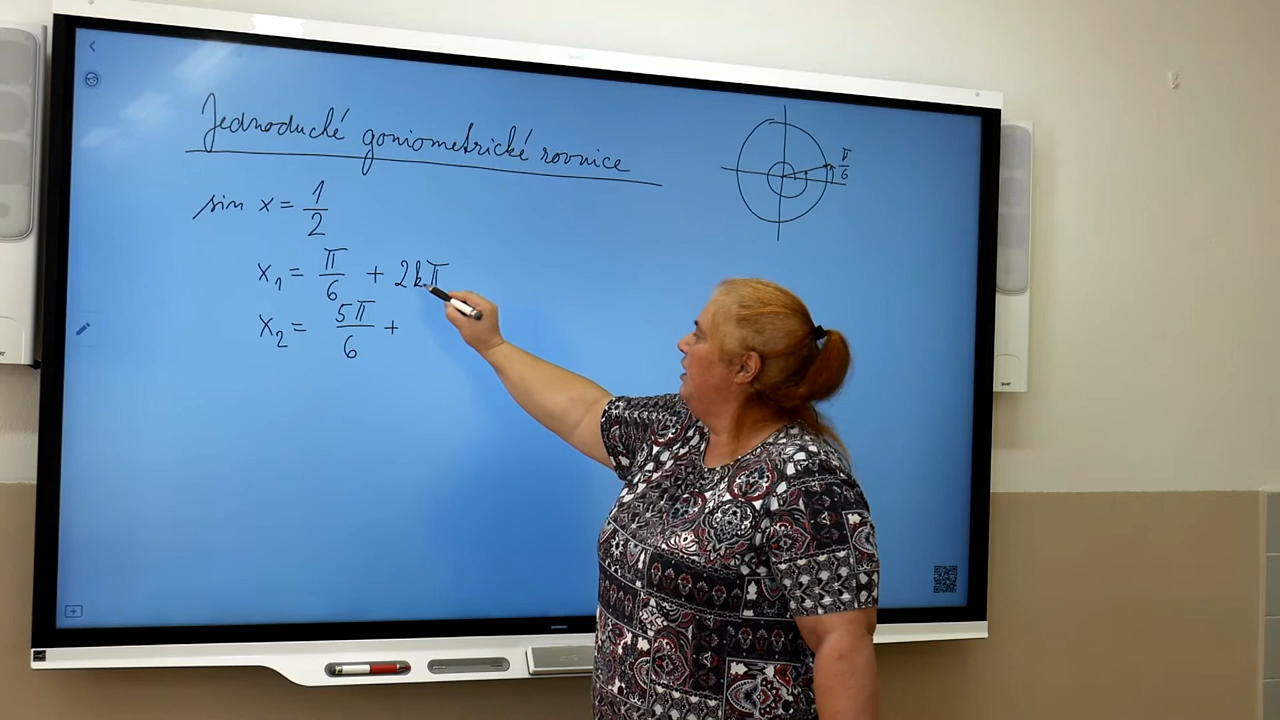 Jednoduché goniometrické rovnice
sin x = 1/2
x₁ = π/6 + 2kπ
x₂ = 5π/6 +
π/6